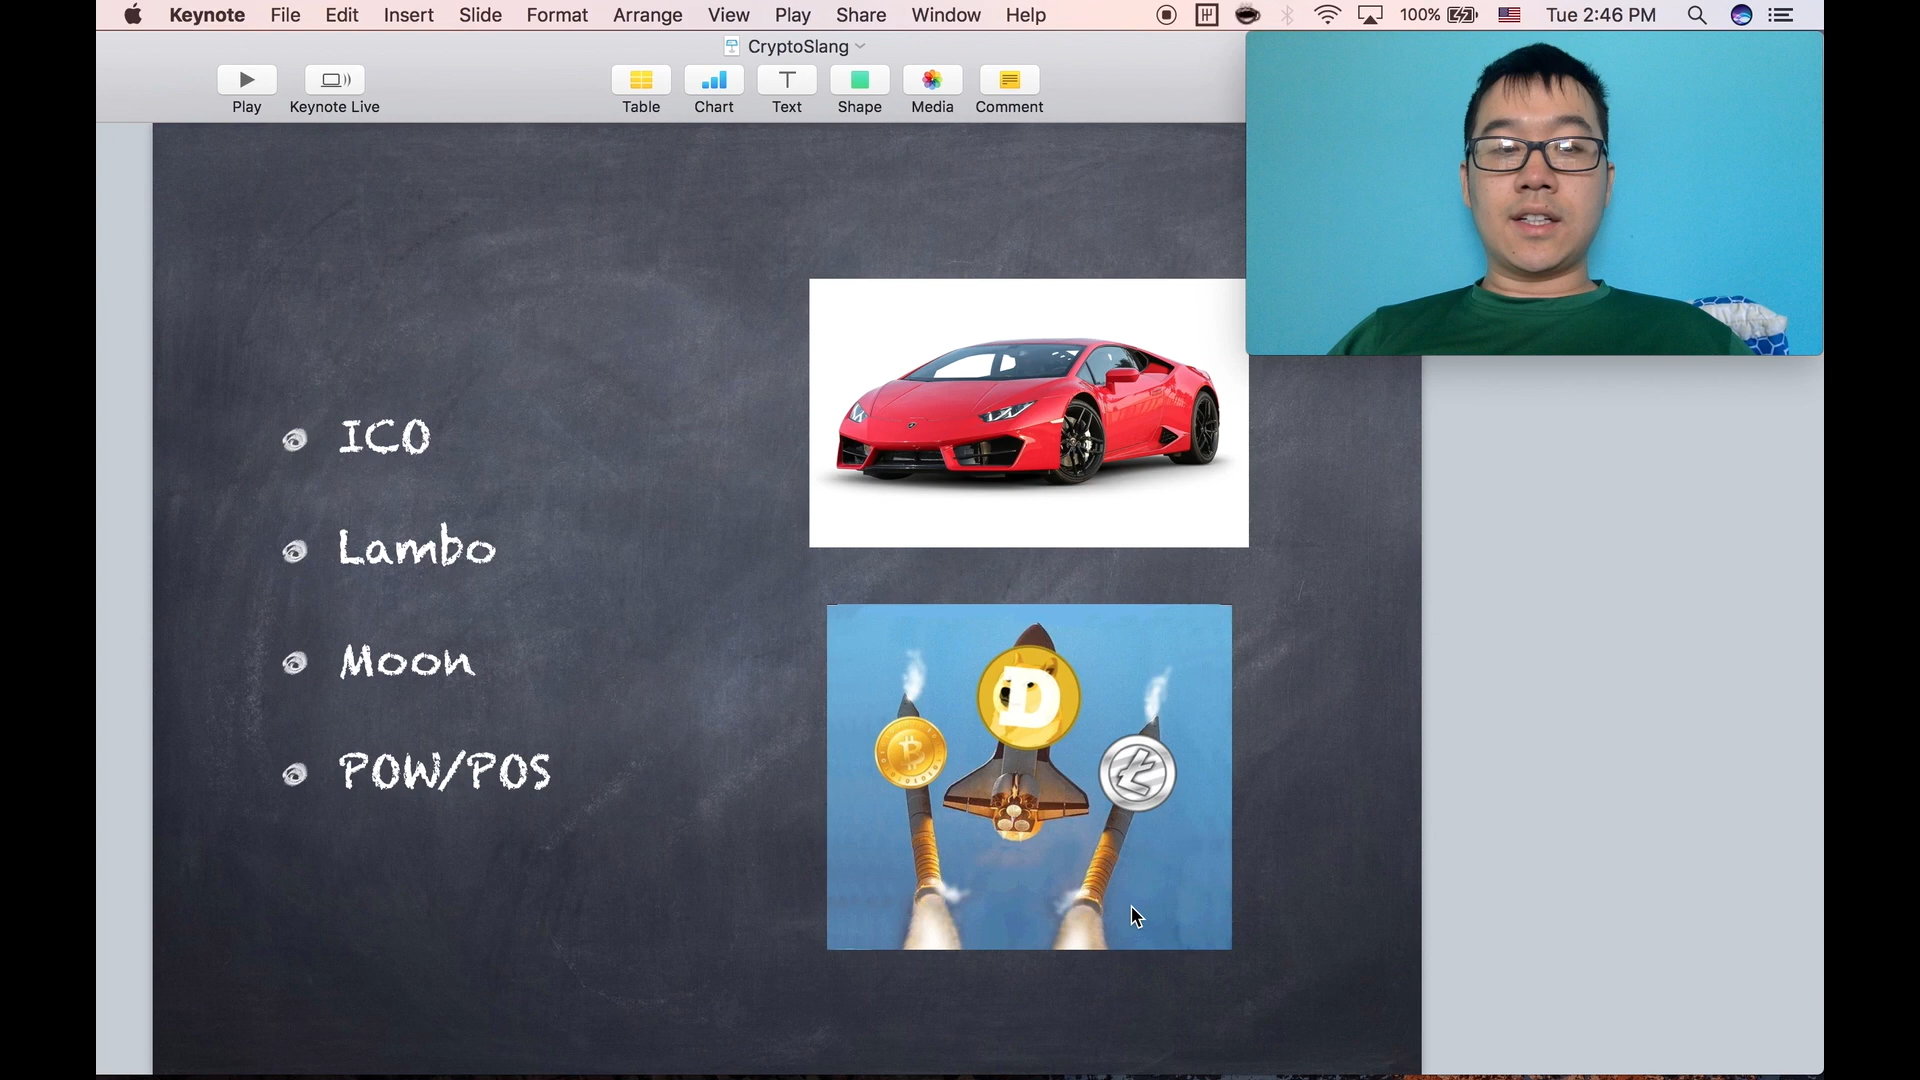 Keynote File Edit Insert Slide Format Arrange View Play Share Window Help 100% Tue 2:46 PM
CryptoSlang
Play Keynote Live Table Chart Text Shape Media Comment
ICO
Lambo
Moon
POW/POS